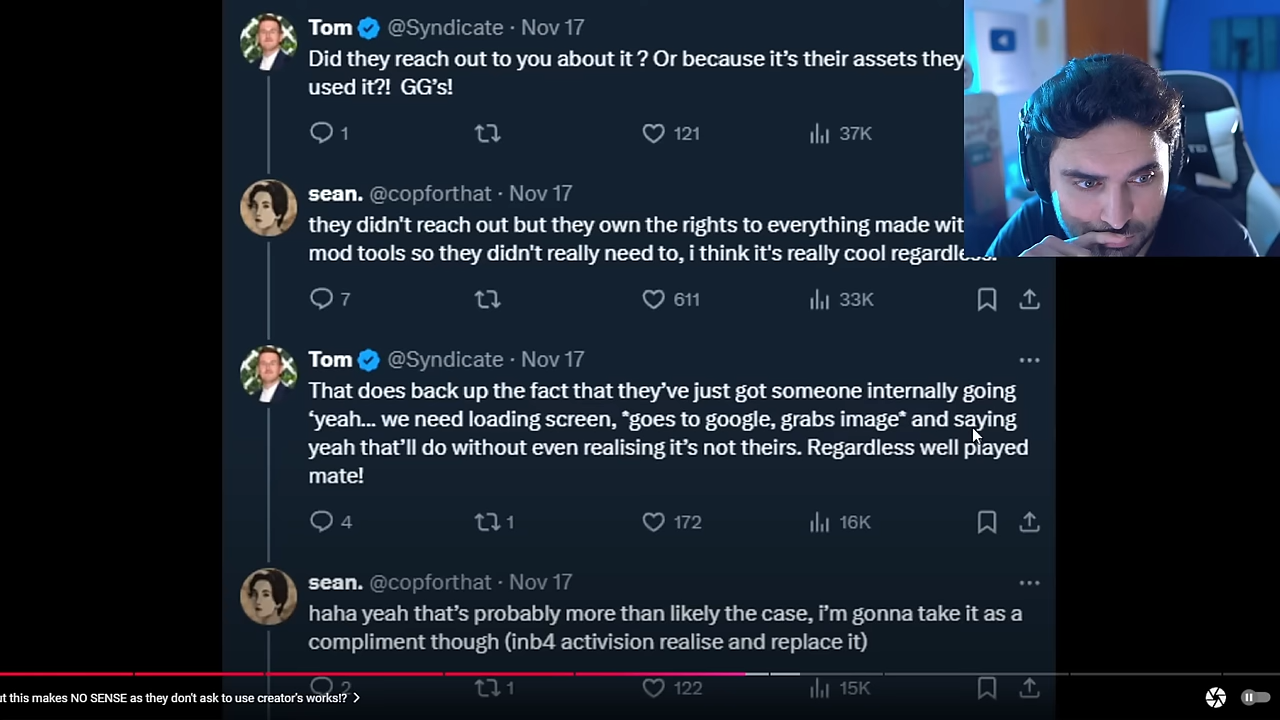 Tom @Syndicate · Nov 17
Did they reach out to you about it ? Or because it's their assets they
used it?! GG's!
1 121 37K
sean. @copforthat · Nov 17
they didn't reach out but they own the rights to everything made wit
mod tools so they didn't really need to, i think it's really cool regardless.
7 611 33K
Tom @Syndicate · Nov 17
That does back up the fact that they've just got someone internally going
‘yeah... we need loading screen, *goes to google, grabs image* and saying
yeah that'll do without even realising it's not theirs. Regardless well played
mate!
4 1 172 16K
sean. @copforthat · Nov 17
haha yeah that's probably more than likely the case, i'm gonna take it as a
compliment though (inb4 activision realise and replace it)
2 1 122 15K
ut this makes NO SENSE as they don't ask to use creator's works!?